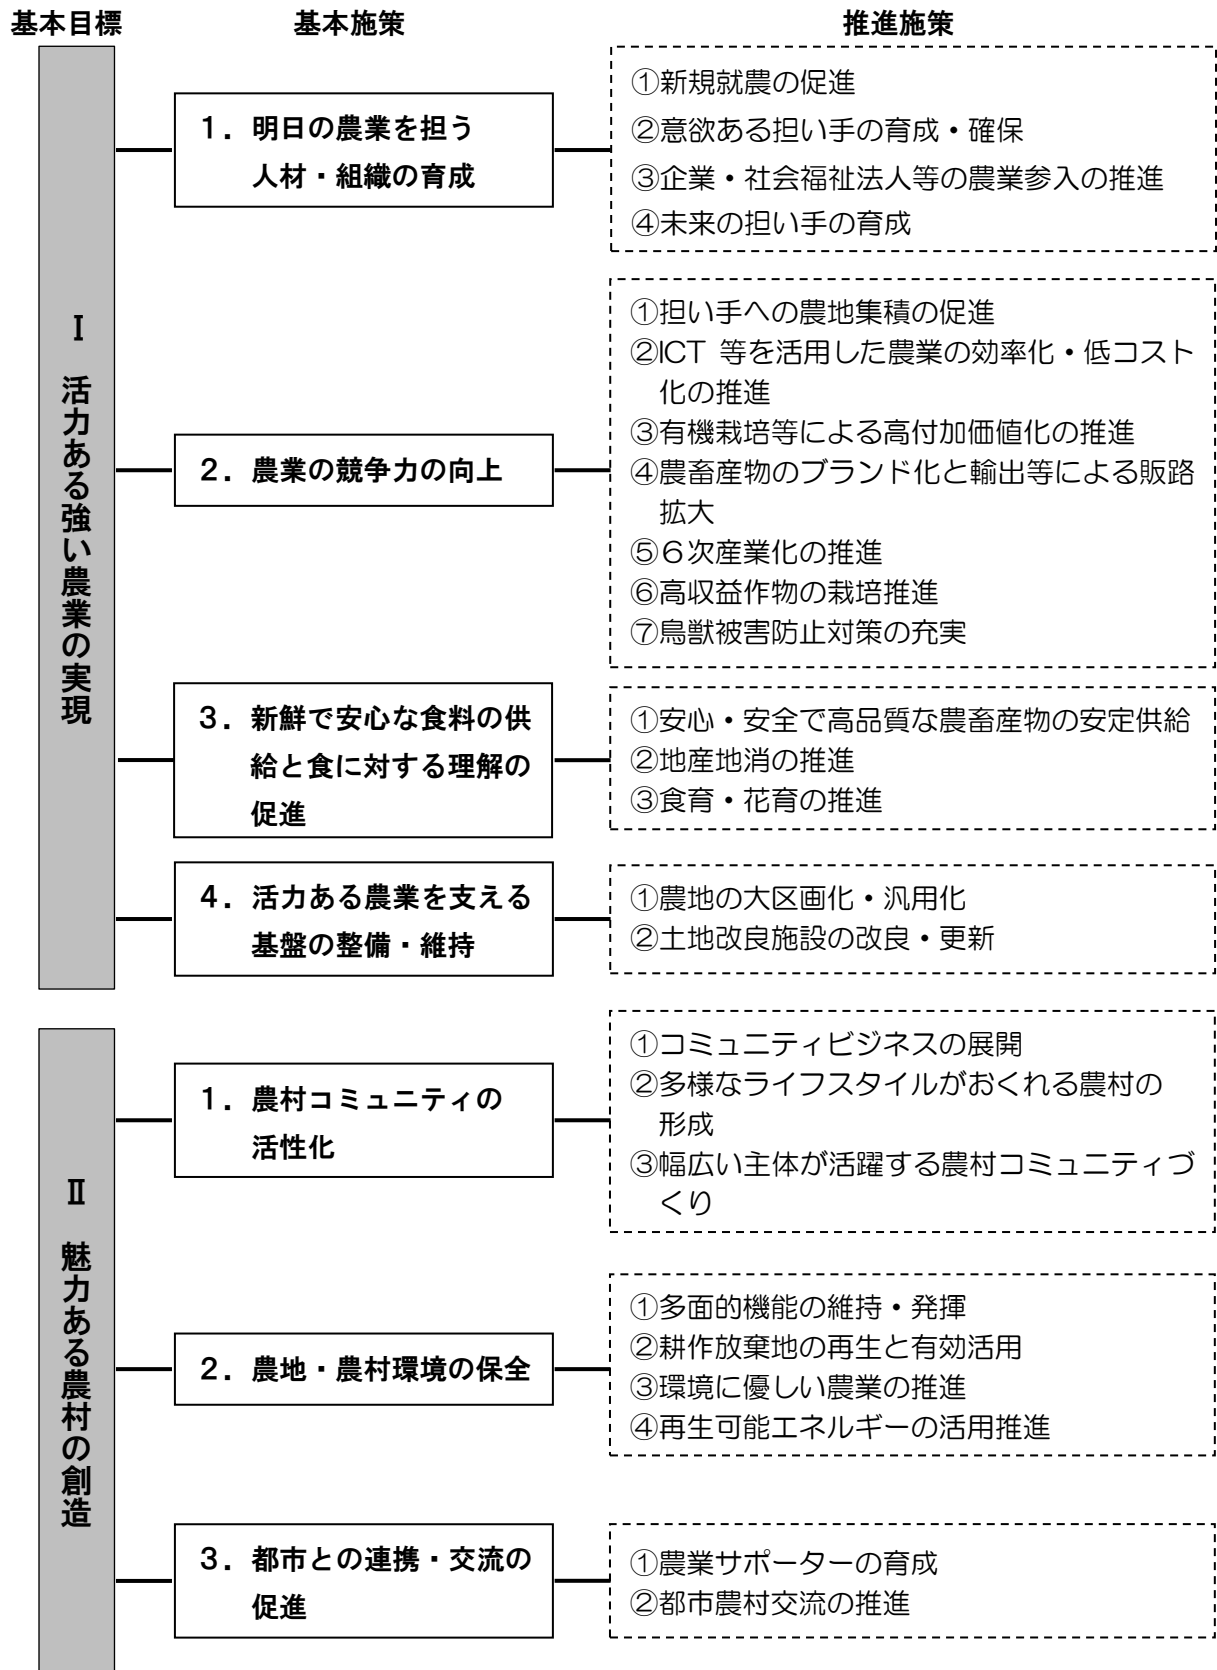 基本目標 基本施策 推進施策
Ⅰ 活力ある強い農業の実現
1. 明日の農業を担う
人材・組織の育成
①新規就農の促進
②意欲ある担い手の育成・確保
③企業・社会福祉法人等の農業参入の推進
④未来の担い手の育成
2. 農業の競争力の向上
①担い手への農地集積の促進
②ICT 等を活用した農業の効率化・低コスト
化の推進
③有機栽培等による高付加価値化の推進
④農畜産物のブランド化と輸出等による販路
拡大
⑤6次産業化の推進
⑥高収益作物の栽培推進
⑦鳥獣被害防止対策の充実
3. 新鮮で安心な食料の供
給と食に対する理解の
促進
①安心・安全で高品質な農畜産物の安定供給
②地産地消の推進
③食育・花育の推進
4. 活力ある農業を支える
基盤の整備・維持
①農地の大区画化・汎用化
②土地改良施設の改良・更新
Ⅱ 魅力ある農村の創造
1. 農村コミュニティの
活性化
①コミュニティビジネスの展開
②多様なライフスタイルがおくれる農村の
形成
③幅広い主体が活躍する農村コミュニティづ
くり
2. 農地・農村環境の保全
①多面的機能の維持・発揮
②耕作放棄地の再生と有効活用
③環境に優しい農業の推進
④再生可能エネルギーの活用推進
3. 都市との連携・交流の
促進
①農業サポーターの育成
②都市農村交流の推進